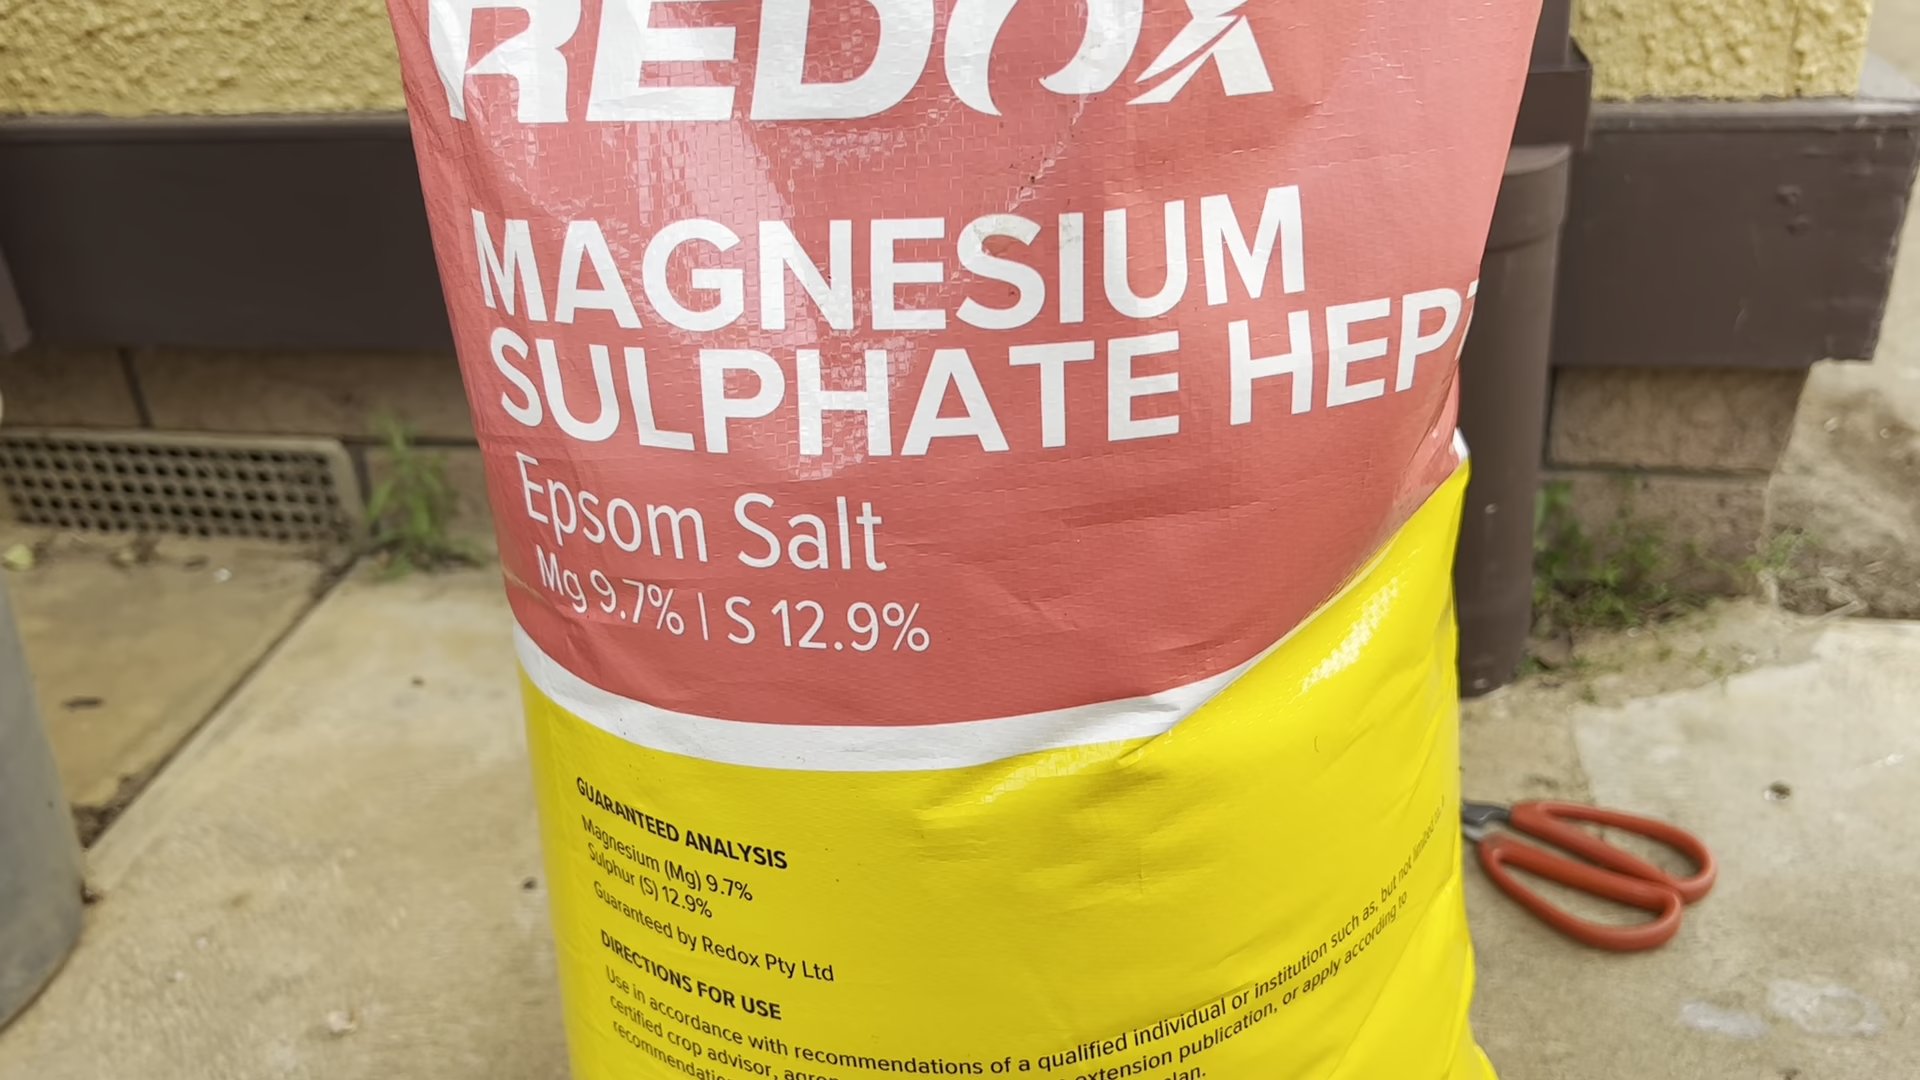 REDOX
MAGNESIUM
SULPHATE HEPT
Epsom Salt
Mg 9.7% | S 12.9%
GUARANTEED ANALYSIS
Magnesium (Mg) 9.7%
Sulphur (S) 12.9%
Guaranteed by Redox Pty Ltd
DIRECTIONS FOR USE
Use in accordance with recommendations of a qualified individual or institution such as, but not limited to,
certified crop advisor, extension publication, or apply according to
plan.